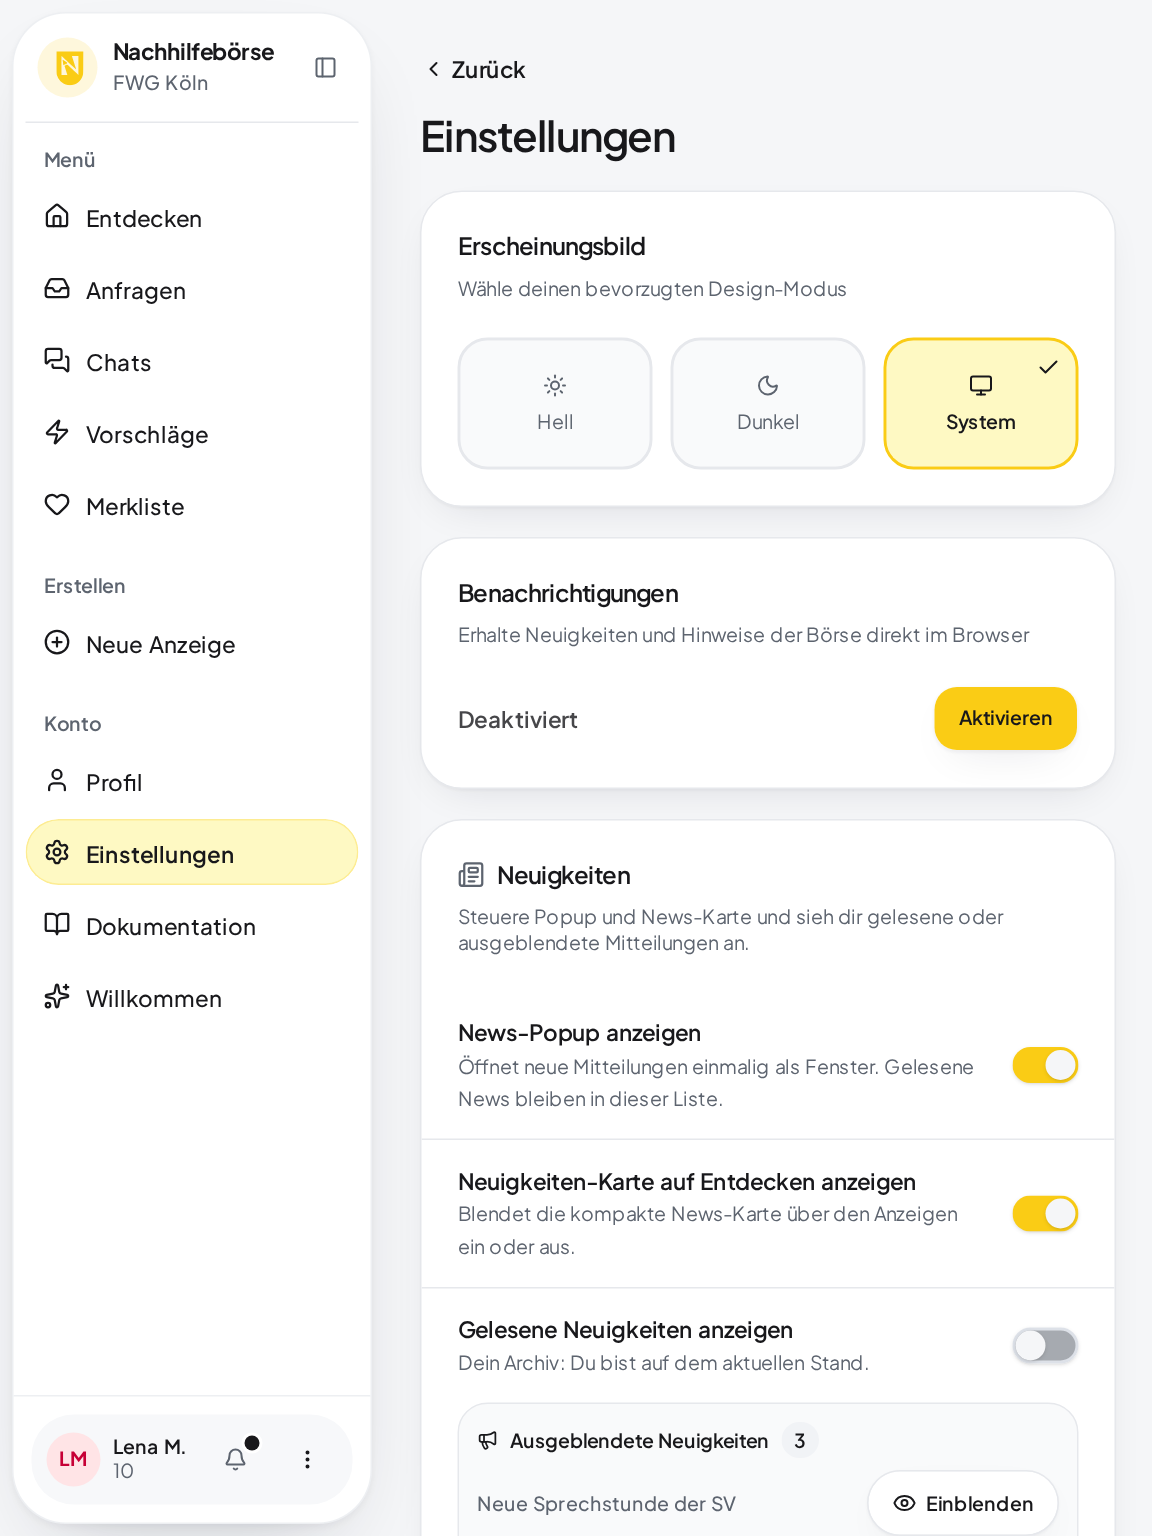 Nachhilfebörse
FWG Köln
Menü
Entdecken
Anfragen
Chats
Vorschläge
Merkliste
Erstellen
Neue Anzeige
Konto
Profil
Einstellungen
Dokumentation
Willkommen
LM
Lena M.
10
Zurück
Einstellungen
Erscheinungsbild
Wähle deinen bevorzugten Design-Modus
Hell
Dunkel
System
Benachrichtigungen
Erhalte Neuigkeiten und Hinweise der Börse direkt im Browser
Deaktiviert
Aktivieren
Neuigkeiten
Steuere Popup und News-Karte und sieh dir gelesene oder
ausgeblendete Mitteilungen an.
News-Popup anzeigen
Öffnet neue Mitteilungen einmalig als Fenster. Gelesene
News bleiben in dieser Liste.
Neuigkeiten-Karte auf Entdecken anzeigen
Blendet die kompakte News-Karte über den Anzeigen
ein oder aus.
Gelesene Neuigkeiten anzeigen
Dein Archiv: Du bist auf dem aktuellen Stand.
Ausgeblendete Neuigkeiten 3
Neue Sprechstunde der SV
Einblenden